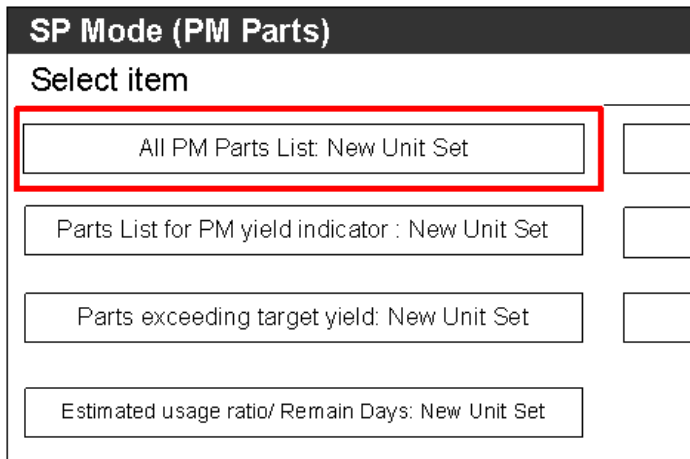 SP Mode (PM Parts)
Select item
All PM Parts List: New Unit Set
Parts List for PM yield indicator : New Unit Set
Parts exceeding target yield: New Unit Set
Estimated usage ratio/ Remain Days: New Unit Set